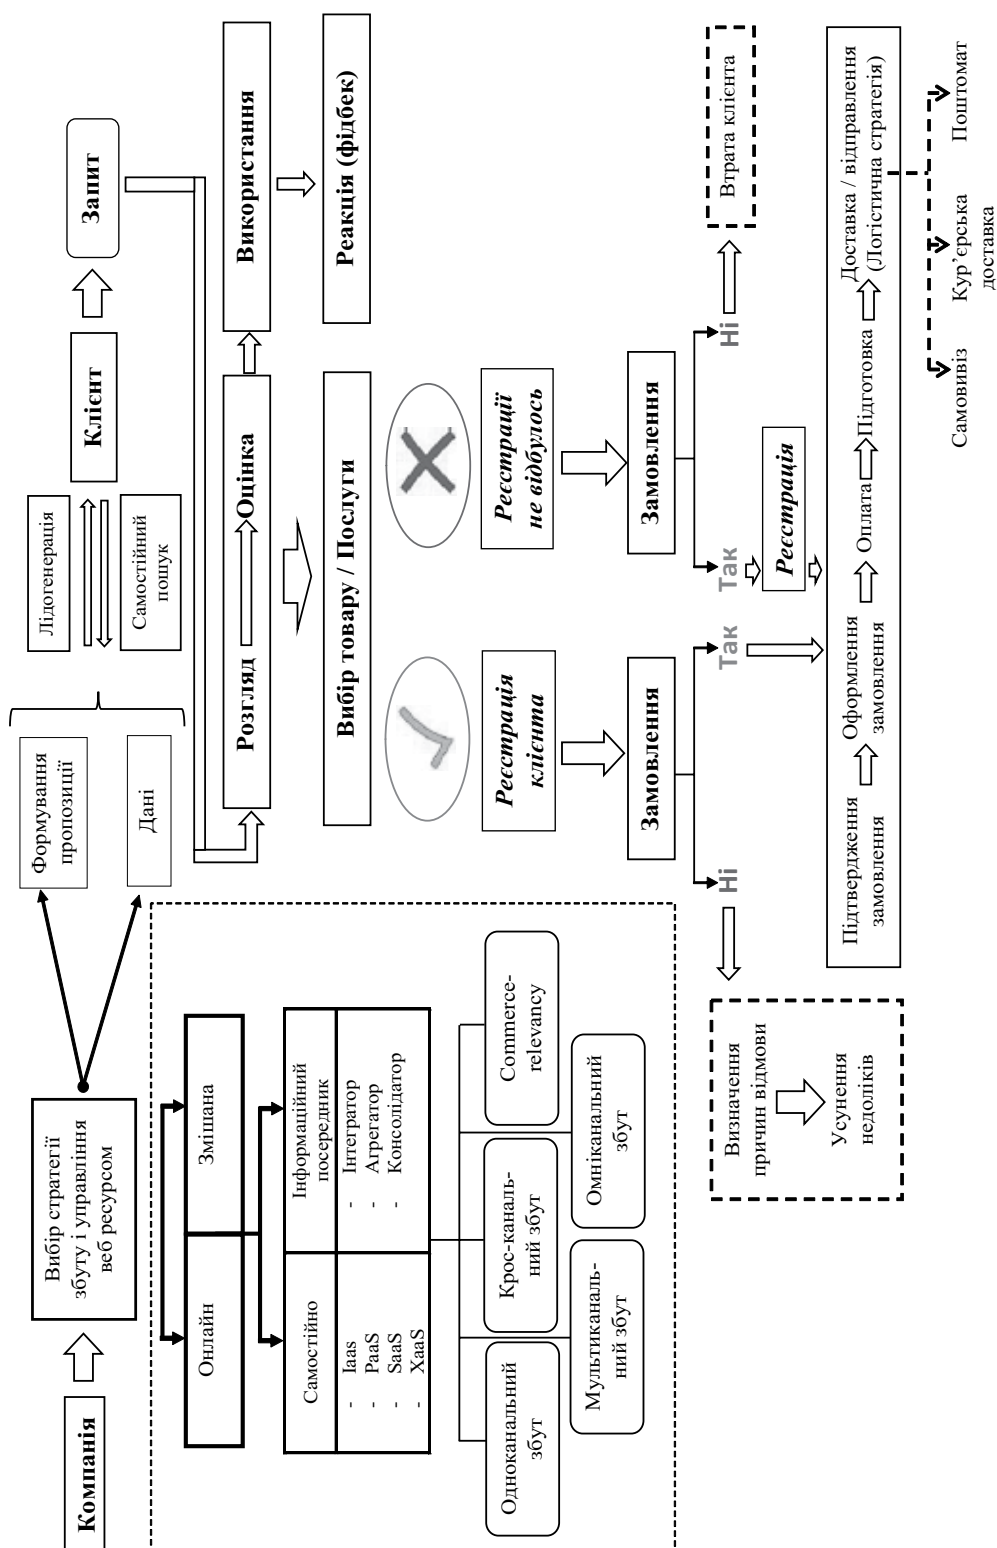 Компанія
Вибір стратегії
збуту і управління
веб ресурсом
Формування
пропозиції
Дані
Лідогенерація
Самостійний
пошук
Клієнт
Запит
Онлайн
Змішана
Самостійно
Інформаційний
посередник
- Iaas
- PaaS
- SaaS
- XaaS
- Інтегратор
- Агрегатор
- Консолідатор
Одноканальний
збут
Крос-каналь-
ний збут
Commerce-
relevancy
Мультиканаль-
ний збут
Омніканальний
збут
Розгляд
Оцінка
Використання
Вибір товару / Послуги
Реакція (фідбек)
Реєстрація
клієнта
Реєстрації
не відбулось
Замовлення
Замовлення
Ні
Так
Так
Ні
Втрата клієнта
Реєстрація
Визначення
причин відмови
Усунення
недоліків
Підтвердження
замовлення
Оформлення
замовлення
Оплата
Підготовка
Доставка / відправлення
(Логістична стратегія)
Самовивіз
Кур’єрська
доставка
Поштомат